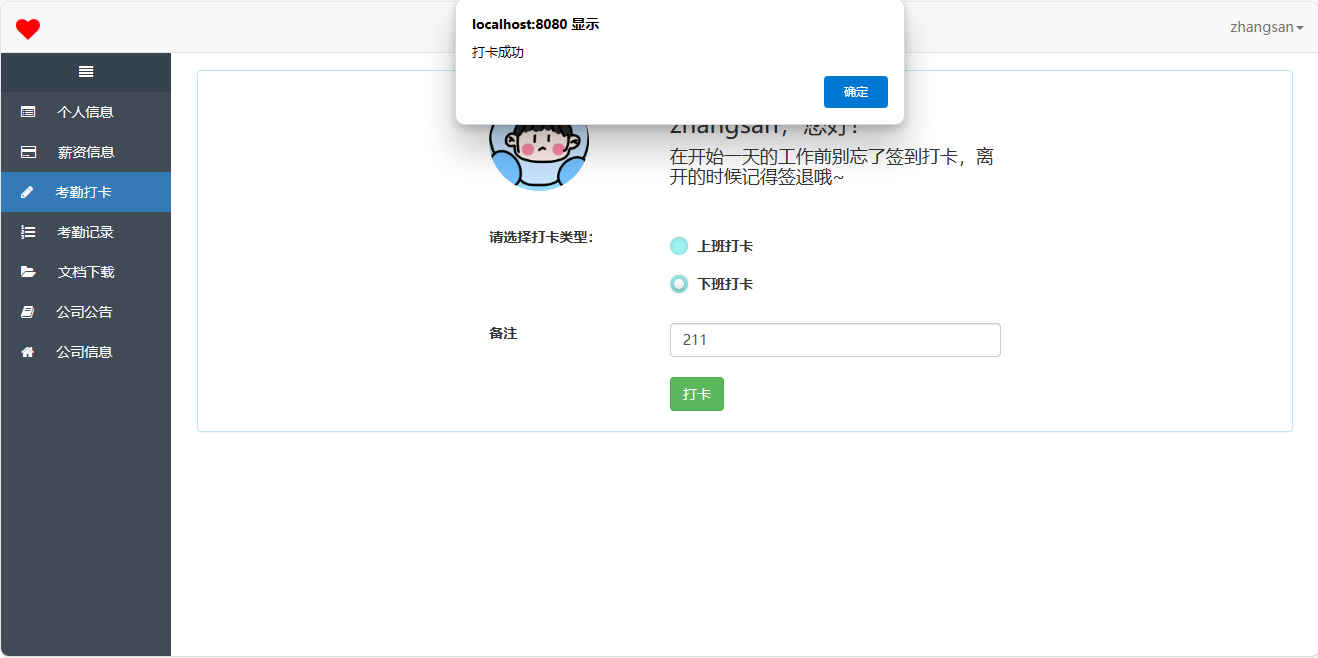 localhost:8080 显示
打卡成功
确定
zhangsan
个人信息
薪资信息
考勤打卡
考勤记录
文档下载
公司公告
公司信息
zhangsan，您好！
在开始一天的工作前别忘了签到打卡，离
开的时候记得签退哦~
请选择打卡类型：
上班打卡
下班打卡
备注
211
打卡